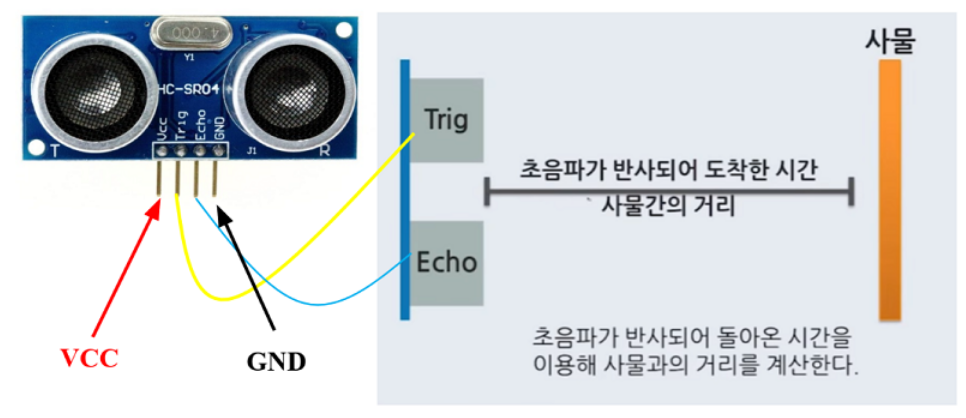 4.000
Y1
HC-SR04
Vcc
Trig
Echo
GND
T
J1
R
VCC
GND
사물
Trig
초음파가 반사되어 도착한 시간
사물간의 거리
Echo
초음파가 반사되어 돌아온 시간을
이용해 사물과의 거리를 계산한다.